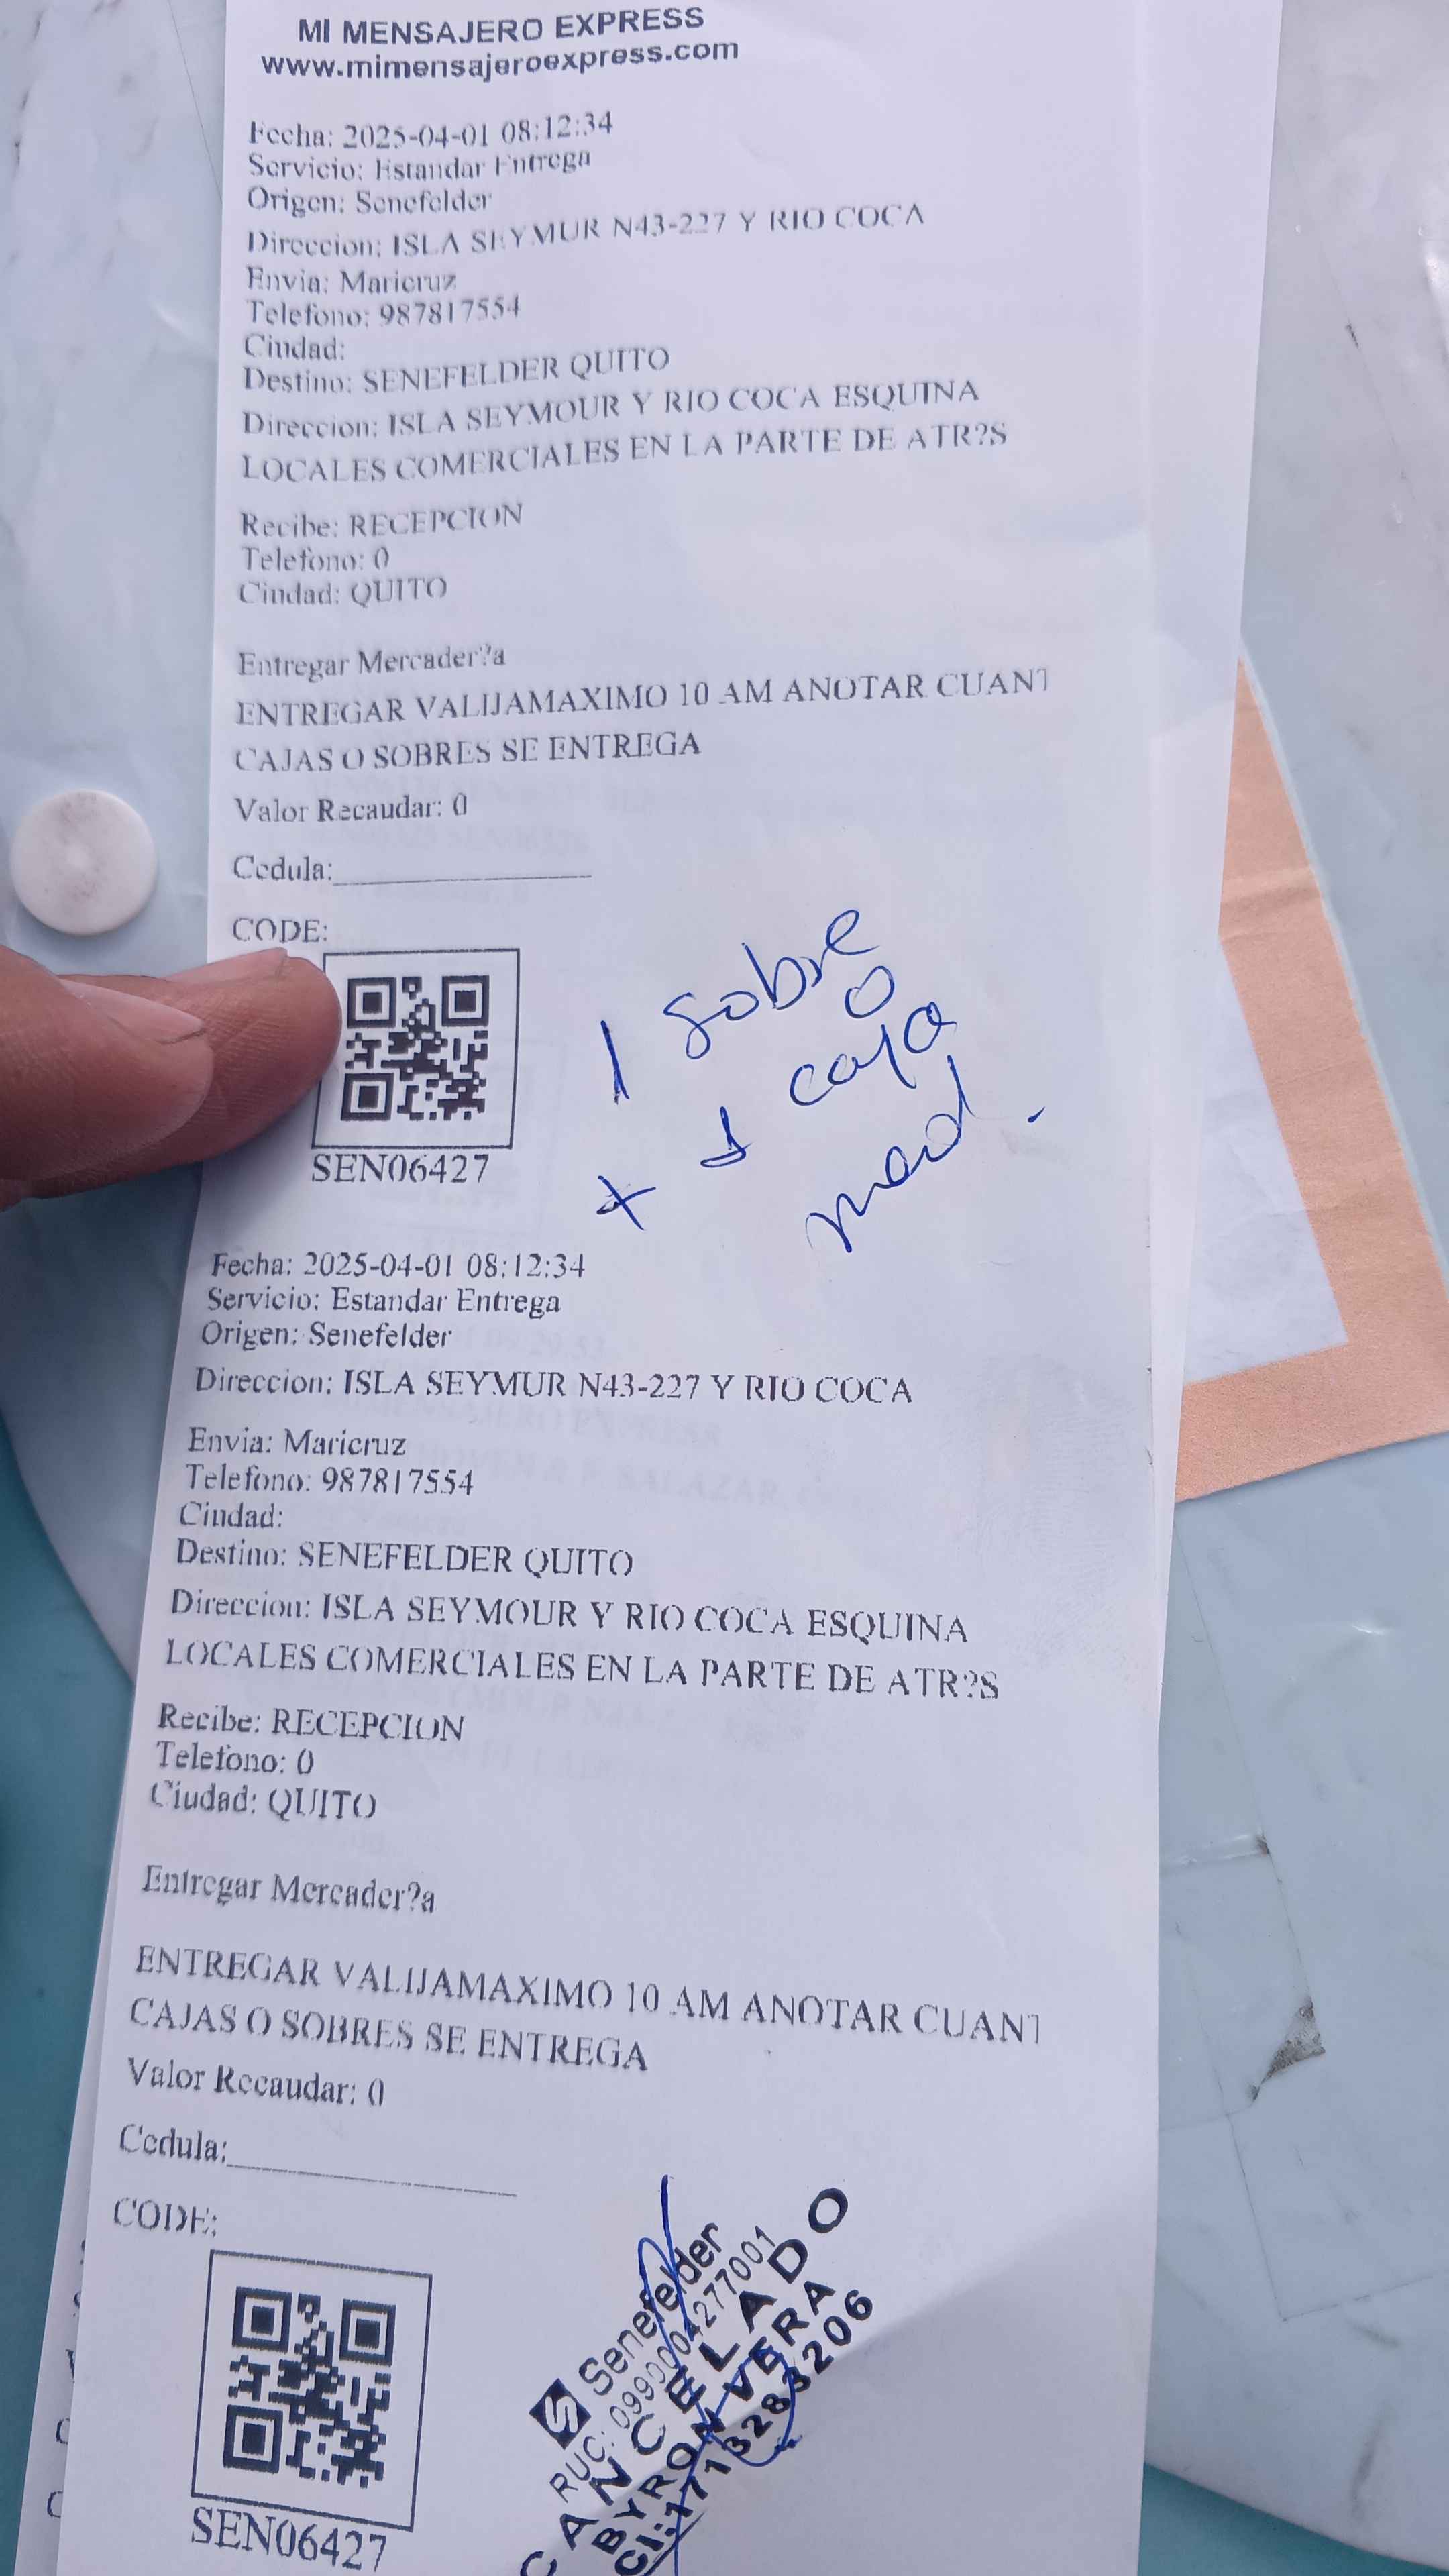 MI MENSAJERO EXPRESS
www.mimensajeroexpress.com
Fecha: 2025-04-01 08:12:34
Servicio: Estandar Entrega
Origen: Senefelder
Direccion: ISLA SEYMUR N43-227 Y RIO COCA
Envia: Maricruz
Telefono: 987817554
Ciudad:
Destino: SENEFELDER QUITO
Direccion: ISLA SEYMOUR Y RIO COCA ESQUINA
LOCALES COMERCIALES EN LA PARTE DE ATR?S
Recibe: RECEPCION
Telefono: 0
Ciudad: QUITO
Entregar Mercader?a
ENTREGAR VALIJAMAXIMO 10 AM ANOTAR CUANT
CAJAS O SOBRES SE ENTREGA
Valor Recaudar: 0
Cedula:
CODE:
1 sobre
+ 1 caja
SEN06427
Fecha: 2025-04-01 08:12:34
Servicio: Estandar Entrega
Origen: Senefelder
Direccion: ISLA SEYMUR N43-227 Y RIO COCA
Envia: Maricruz
Telefono: 987817554
Ciudad:
Destino: SENEFELDER QUITO
Direccion: ISLA SEYMOUR Y RIO COCA ESQUINA
LOCALES COMERCIALES EN LA PARTE DE ATR?S
Recibe: RECEPCION
Telefono: 0
Ciudad: QUITO
Entregar Mercader?a
ENTREGAR VALIJAMAXIMO 10 AM ANOTAR CUANT
CAJAS O SOBRES SE ENTREGA
Valor Recaudar: 0
Cedula:
CODE:
Senefelder
RUC:
CANCELADO
BYRON VERA
SEN06427